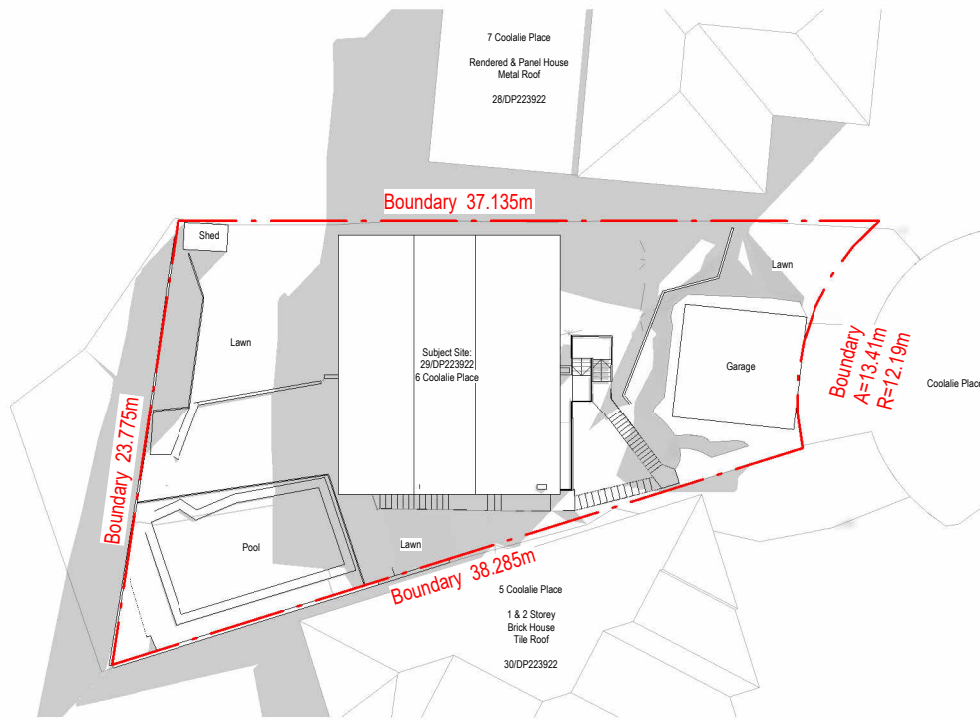 7 Coolalie Place
Rendered & Panel House
Metal Roof
28/DP223922
Boundary 37.135m
Shed
Lawn
Lawn
Subject Site:
29/DP223922
6 Coolalie Place
Garage
Boundary
A=13.41m
R=12.19m
Coolalie Place
Boundary 23.775m
Pool
Lawn
Boundary 38.285m
5 Coolalie Place
1 & 2 Storey
Brick House
Tile Roof
30/DP223922